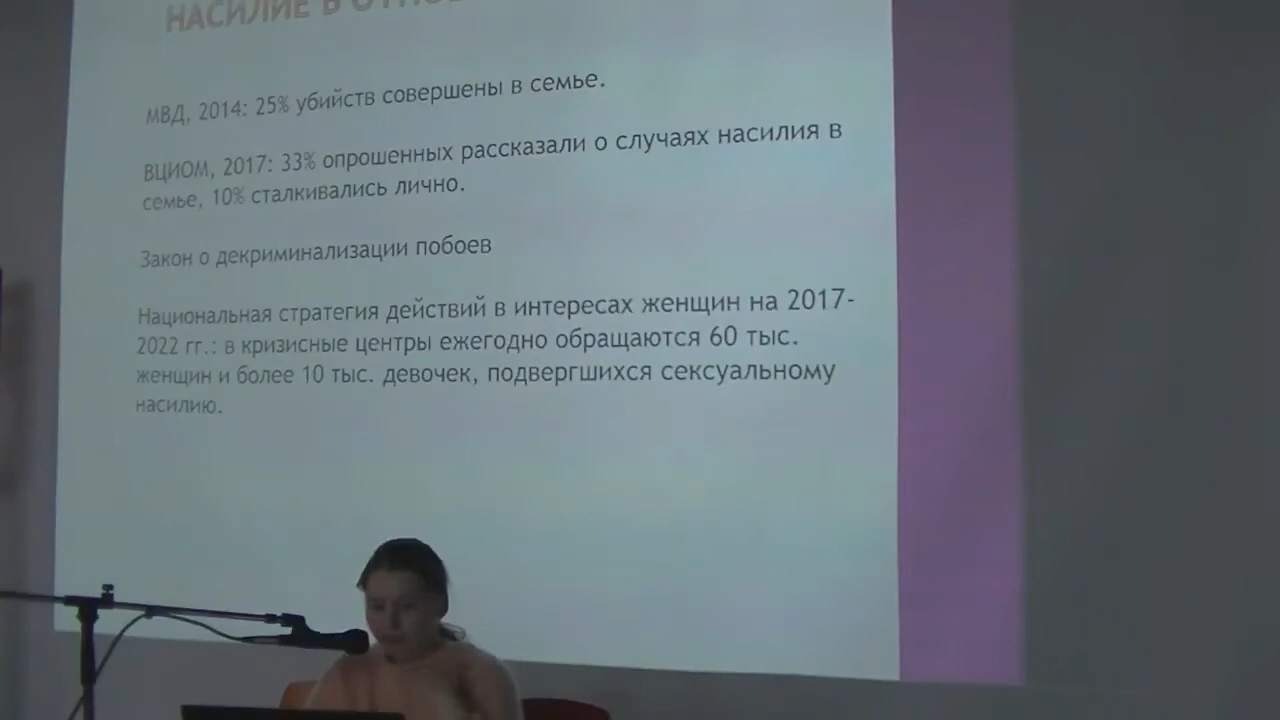 НАСИЛИЕ В
МВД, 2014: 25% убийств совершены в семье.
ВЦИОМ, 2017: 33% опрошенных рассказали о случаях насилия в
семье, 10% сталкивались лично.
Закон о декриминализации побоев
Национальная стратегия действий в интересах женщин на 2017-
2022 гг.: в кризисные центры ежегодно обращаются 60 тыс.
женщин и более 10 тыс. девочек, подвергшихся сексуальному
насилию.